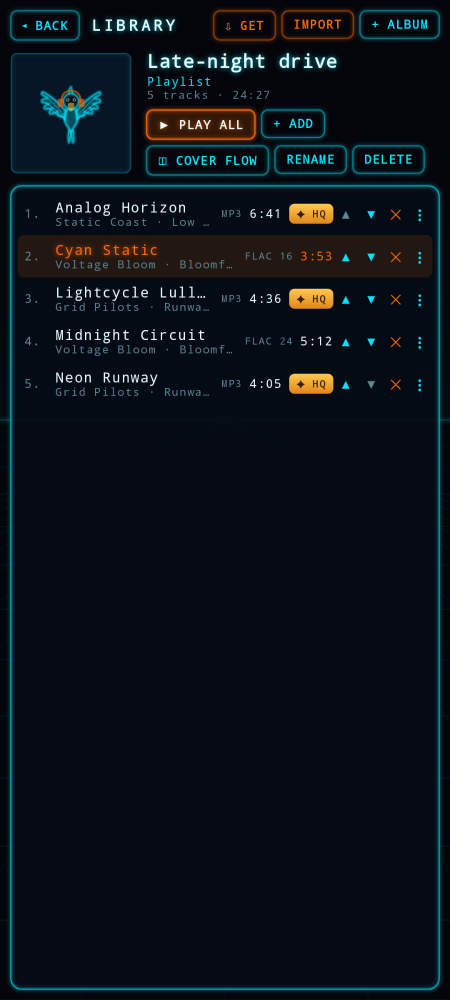 ◂ BACK LIBRARY ⇩ GET IMPORT + ALBUM
Late-night drive
Playlist
5 tracks · 24:27
▶ PLAY ALL + ADD
◫ COVER FLOW RENAME DELETE
1. Analog Horizon MP3 6:41 ✦ HQ ▲ ▼ ✕ ⋮
Static Coast · Low …
2. Cyan Static FLAC 16 3:53 ▲ ▼ ✕ ⋮
Voltage Bloom · Bloomf…
3. Lightcycle Lull… MP3 4:36 ✦ HQ ▲ ▼ ✕ ⋮
Grid Pilots · Runwa…
4. Midnight Circuit FLAC 24 5:12 ▲ ▼ ✕ ⋮
Voltage Bloom · Bloomf…
5. Neon Runway MP3 4:05 ✦ HQ ▲ ▼ ✕ ⋮
Grid Pilots · Runwa…